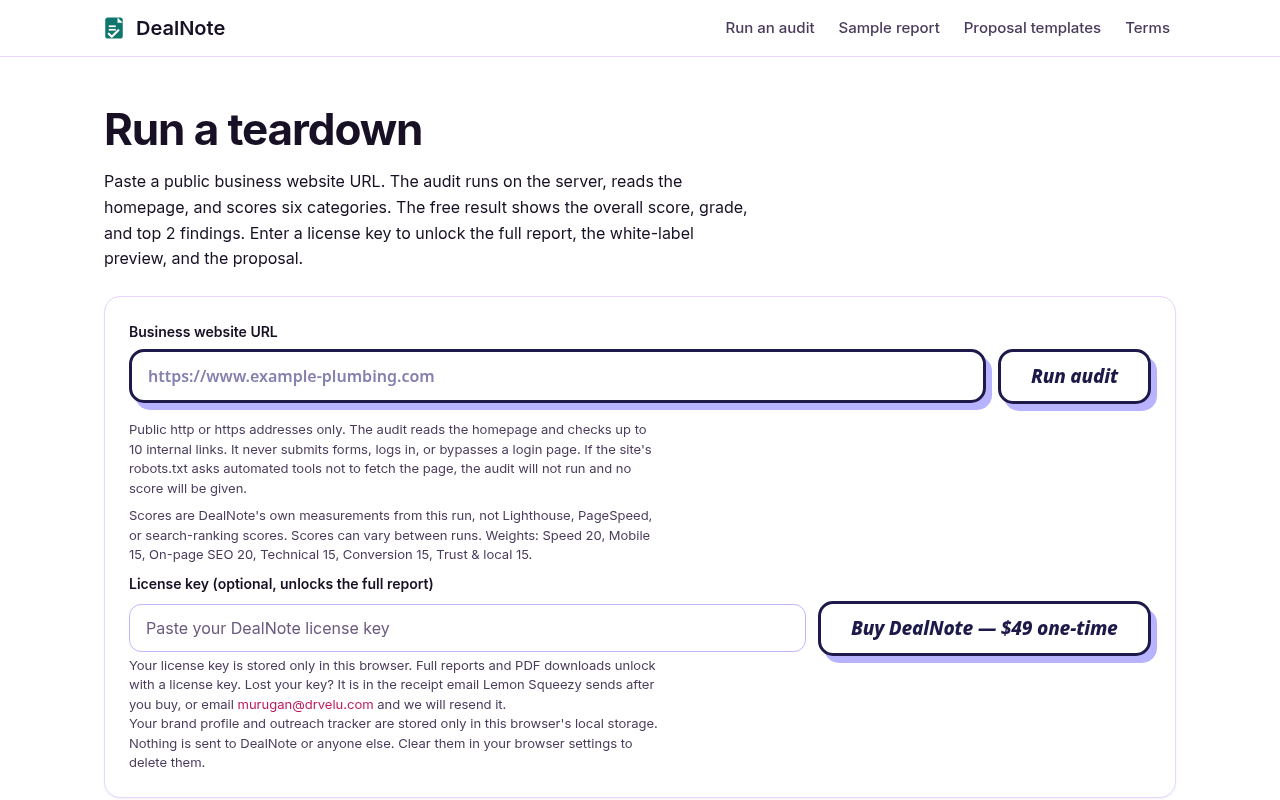 DealNote
Run an audit
Sample report
Proposal templates
Terms
Run a teardown
Paste a public business website URL. The audit runs on the server, reads the
homepage, and scores six categories. The free result shows the overall score, grade,
and top 2 findings. Enter a license key to unlock the full report, the white-label
preview, and the proposal.
Business website URL
https://www.example-plumbing.com
Run audit
Public http or https addresses only. The audit reads the homepage and checks up to
10 internal links. It never submits forms, logs in, or bypasses a login page. If the site's
robots.txt asks automated tools not to fetch the page, the audit will not run and no
score will be given.
Scores are DealNote's own measurements from this run, not Lighthouse, PageSpeed,
or search-ranking scores. Scores can vary between runs. Weights: Speed 20, Mobile
15, On-page SEO 20, Technical 15, Conversion 15, Trust & local 15.
License key (optional, unlocks the full report)
Paste your DealNote license key
Buy DealNote — $49 one-time
Your license key is stored only in this browser. Full reports and PDF downloads unlock
with a license key. Lost your key? It is in the receipt email Lemon Squeezy sends after
you buy, or email murugan@drvelu.com and we will resend it.
Your brand profile and outreach tracker are stored only in this browser's local storage.
Nothing is sent to DealNote or anyone else. Clear them in your browser settings to
delete them.